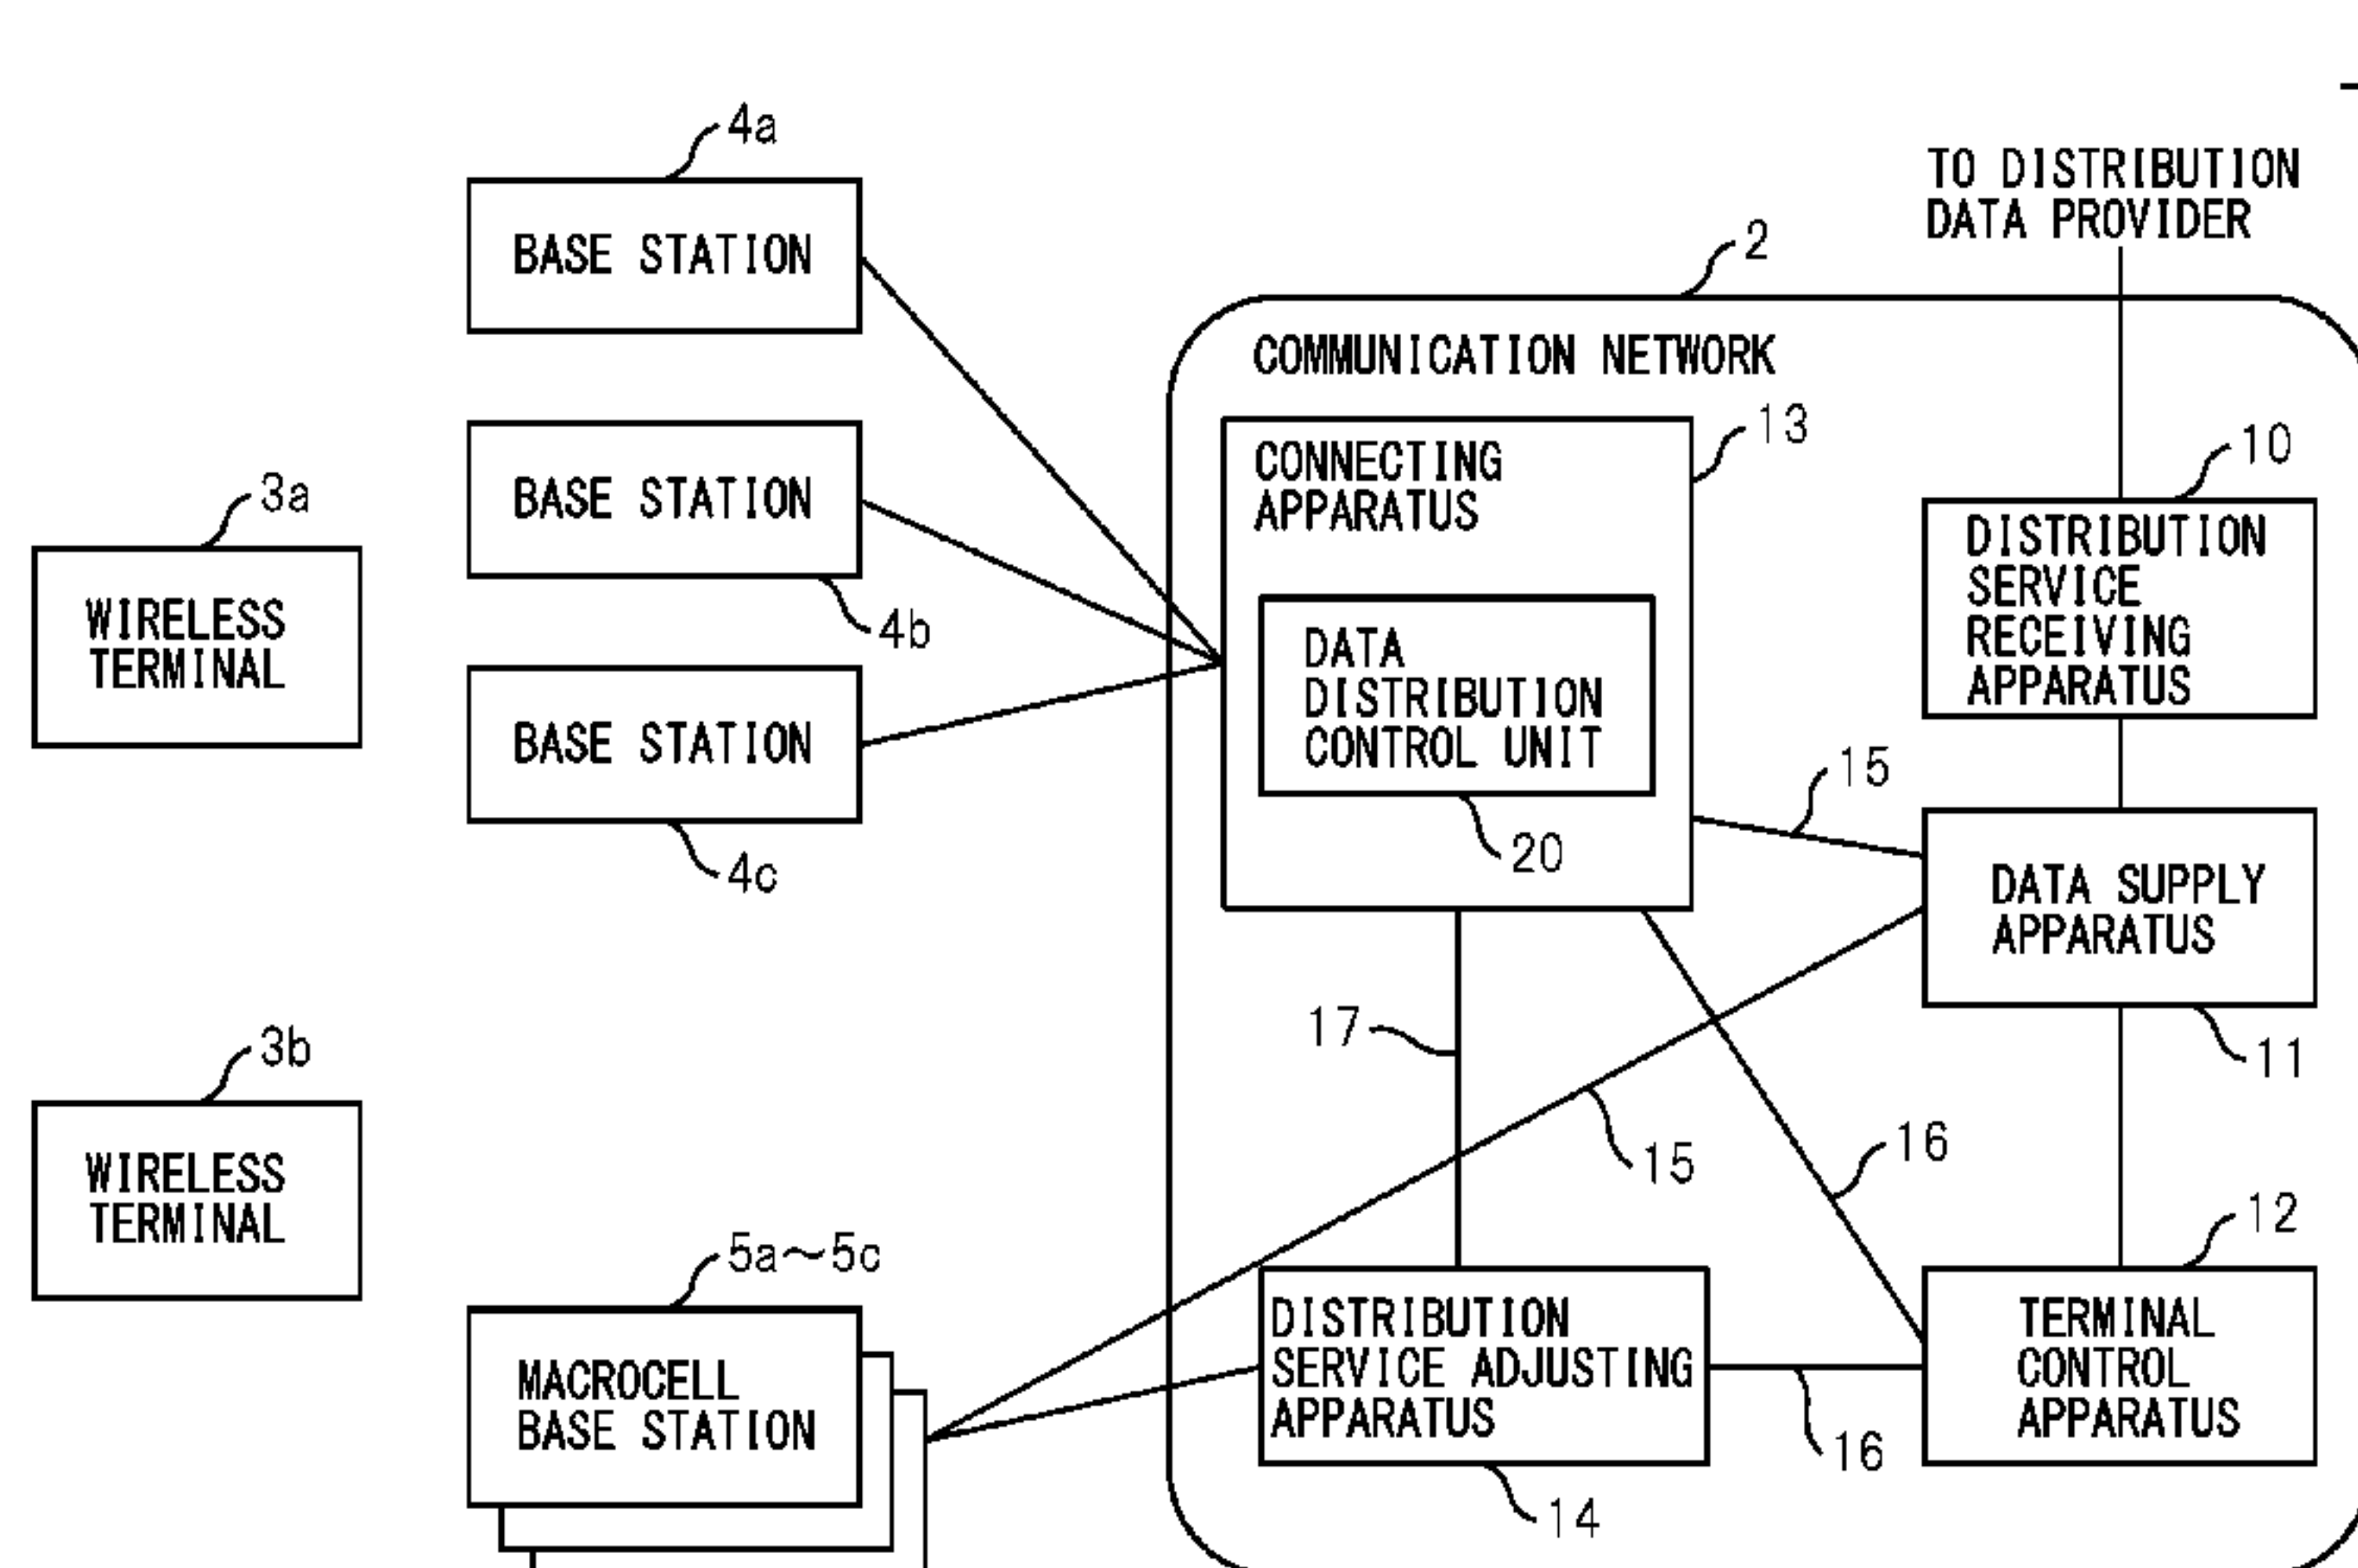 4a
BASE STATION
TO DISTRIBUTION
DATA PROVIDER
2
COMMUNICATION NETWORK
BASE STATION
4b
3a
WIRELESS
TERMINAL
13
CONNECTING
APPARATUS
10
DISTRIBUTION
SERVICE
RECEIVING
APPARATUS
DATA
DISTRIBUTION
CONTROL UNIT
20
BASE STATION
4c
15
DATA SUPPLY
APPARATUS
11
17
15
16
3b
WIRELESS
TERMINAL
12
5a~5c
MACROCELL
BASE STATION
DISTRIBUTION
SERVICE ADJUSTING
APPARATUS
14
16
TERMINAL
CONTROL
APPARATUS